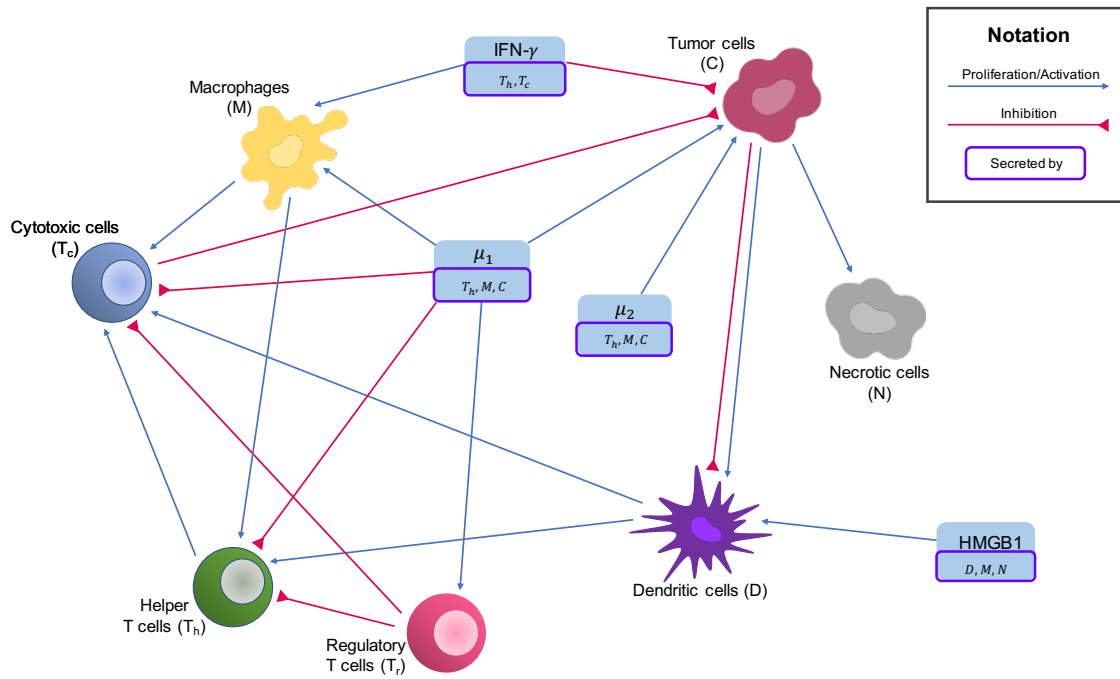 IFN-γ
T_h, T_c
Tumor cells
(C)
Notation
Proliferation/Activation
Inhibition
Secreted by
Macrophages
(M)
Cytotoxic cells
(T_c)
μ_1
T_h, M, C
μ_2
T_h, M, C
Necrotic cells
(N)
HMGB1
D, M, N
Dendritic cells (D)
Helper
T cells (T_h)
Regulatory
T cells (T_r)